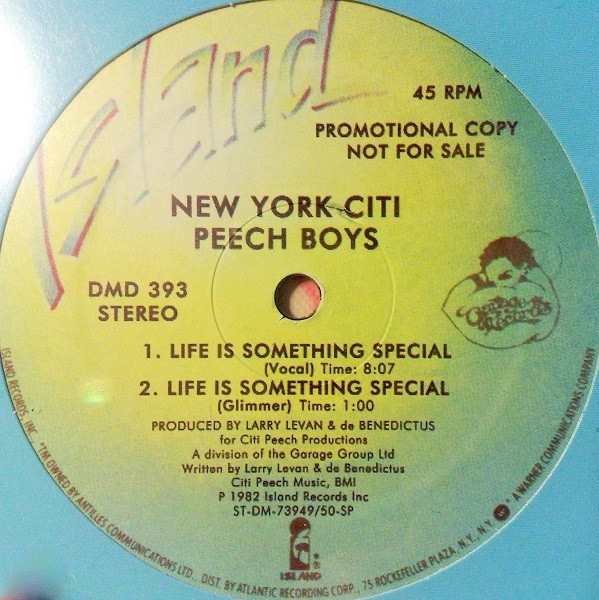 Island
45 RPM
PROMOTIONAL COPY
NOT FOR SALE
NEW YORK CITI
PEECH BOYS
DMD 393
STEREO
Garage
Records
1. LIFE IS SOMETHING SPECIAL
(Vocal) Time: 8:07
2. LIFE IS SOMETHING SPECIAL
(Glimmer) Time: 1:00
PRODUCED BY LARRY LEVAN & de BENEDICTUS
for Citi Peech Productions
A division of the Garage Group Ltd
Written by Larry Levan & de Benedictus
Citi Peech Music, BMI
P 1982 Island Records Inc
ST-DM-73949/50-SP
ISLAND
ISLAND RECORDS, INC., *T.M. OWNED BY ANTILLES COMMUNICATIONS LTD., DIST. BY ATLANTIC RECORDING CORP., 75 ROCKEFELLER PLAZA, N.Y., N.Y. • A WARNER COMMUNICATIONS COMPANY